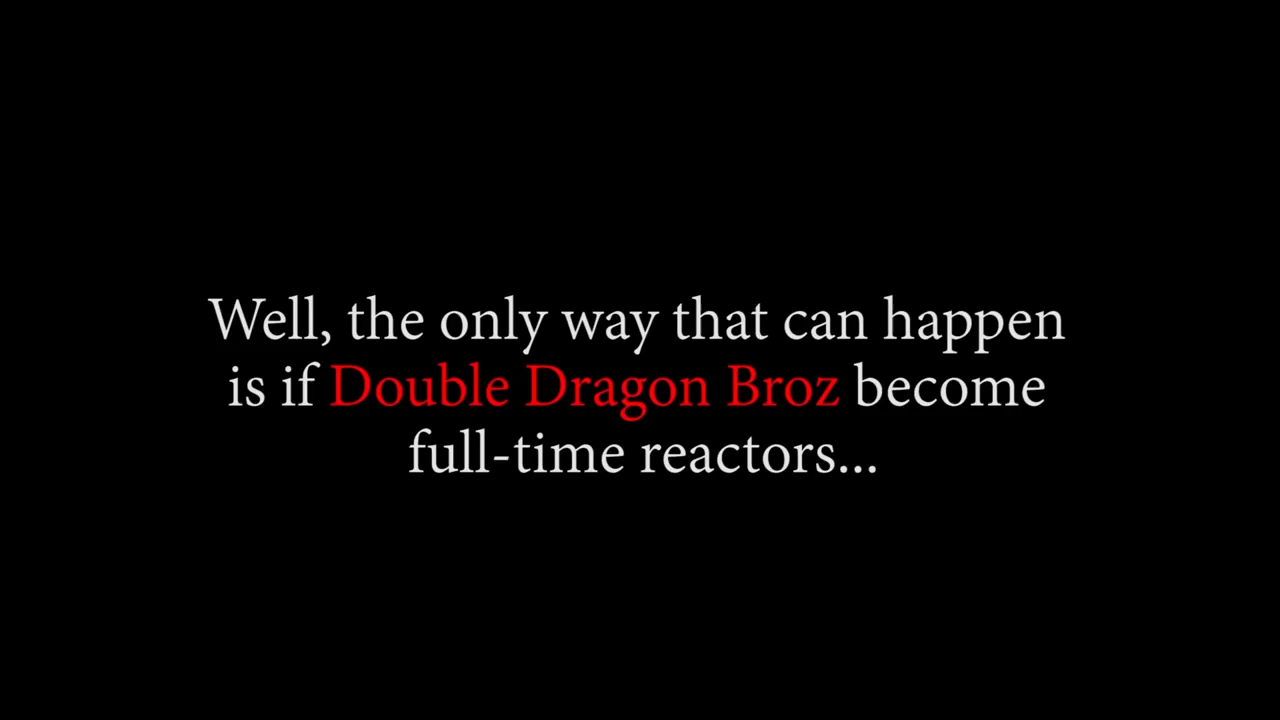 Well, the only way that can happen
is if Double Dragon Broz become
full-time reactors...